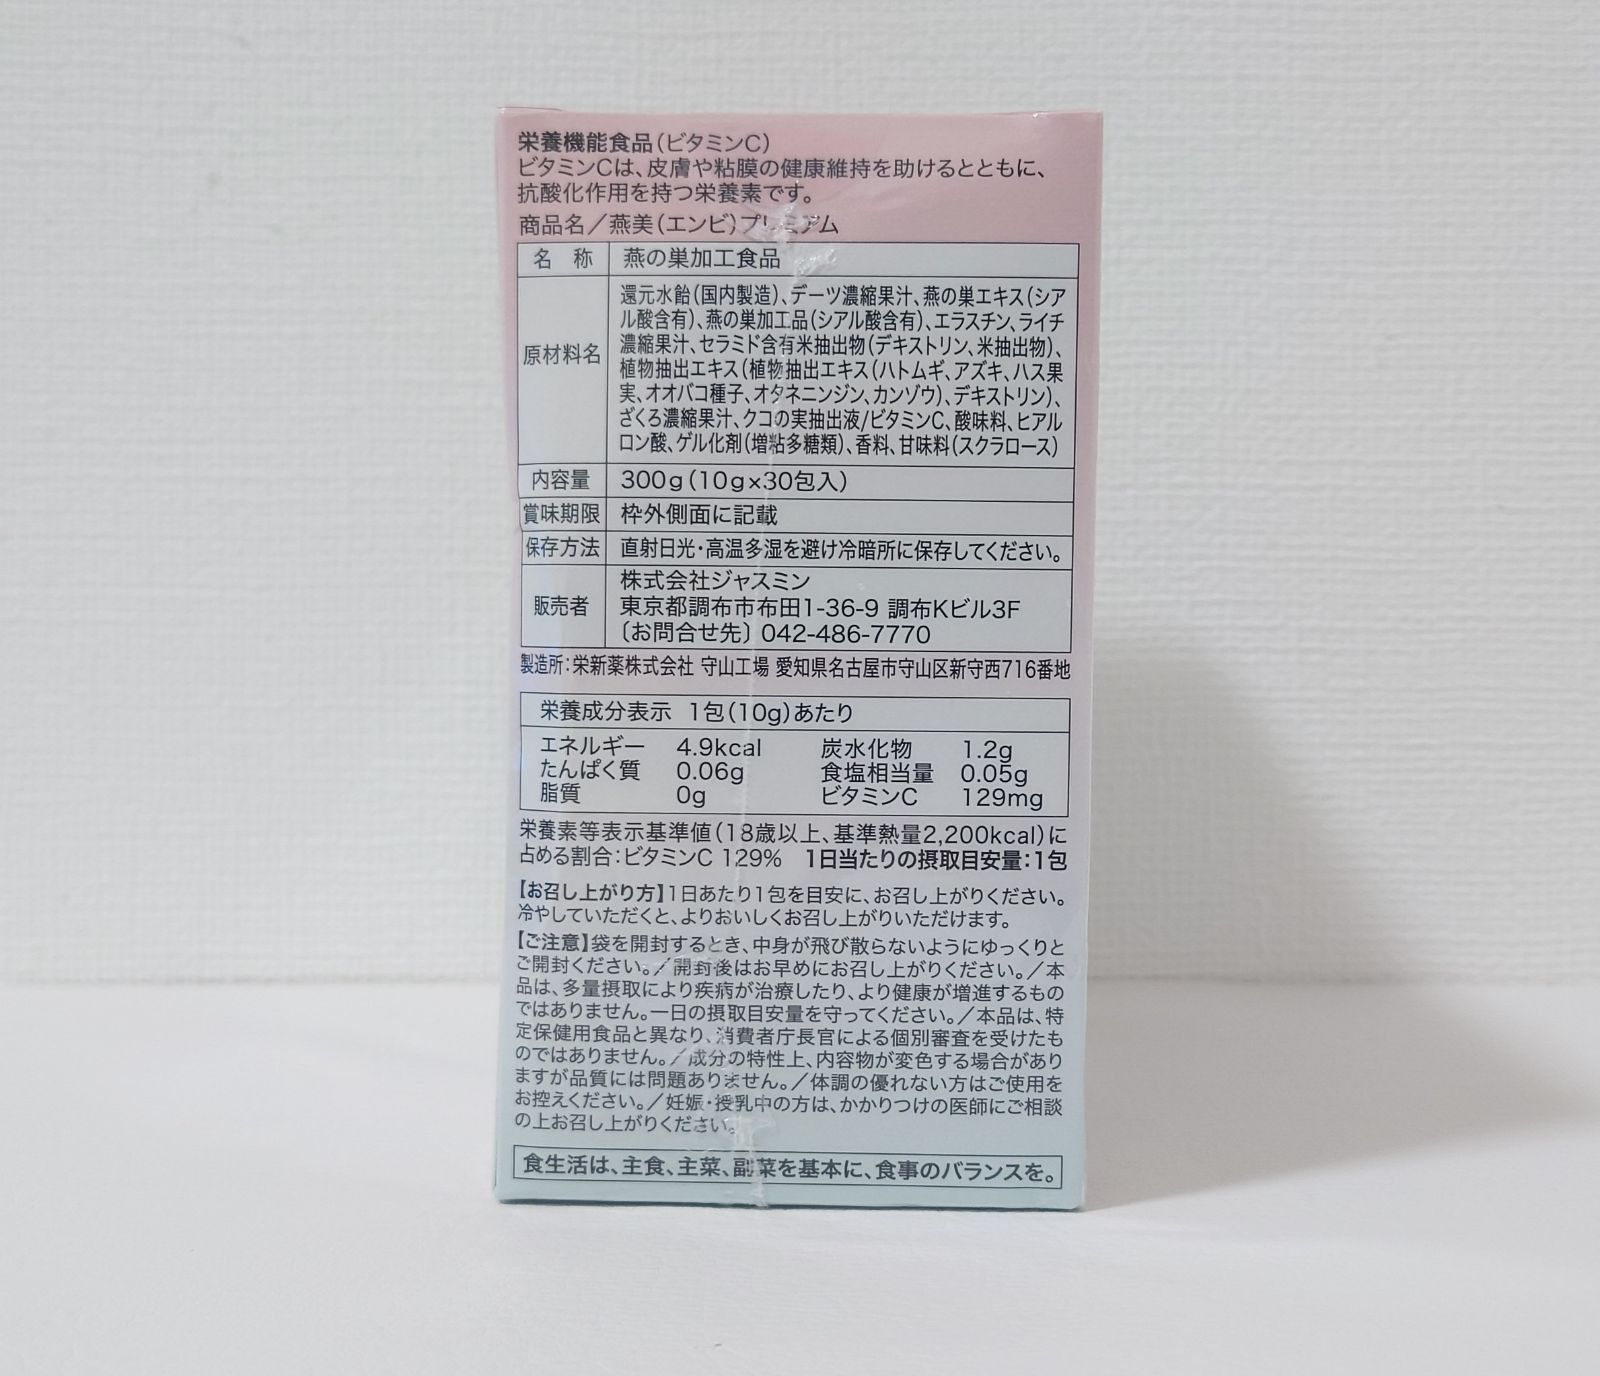 栄養機能食品(ビタミンC)
ビタミンCは、皮膚や粘膜の健康維持を助けるとともに、
抗酸化作用を持つ栄養素です。
商品名／燕美(エンビ)プレミアム
名 称 燕の巣加工食品
原材料名 還元水飴(国内製造)、デーツ濃縮果汁、燕の巣エキス(シア
ル酸含有)、燕の巣加工品(シアル酸含有)、エラスチン、ライチ
濃縮果汁、セラミド含有米抽出物(デキストリン、米抽出物)、
植物抽出エキス(植物抽出エキス(ハトムギ、アズキ、ハス果
実、オオバコ種子、オタネニンジン、カンゾウ)、デキストリン)、
ざくろ濃縮果汁、クコの実抽出液/ビタミンC、酸味料、ヒアル
ロン酸、ゲル化剤(増粘多糖類)、香料、甘味料(スクラロース)
内容量 300g(10g×30包入)
賞味期限 枠外側面に記載
保存方法 直射日光・高温多湿を避け冷暗所に保存してください。
販売者 株式会社ジャスミン
東京都調布市布田1-36-9 調布Kビル3F
〔お問合せ先〕042-486-7770
製造所：栄新薬株式会社 守山工場 愛知県名古屋市守山区新守西716番地
栄養成分表示 1包(10g)あたり
エネルギー 4.9kcal 炭水化物 1.2g
たんぱく質 0.06g 食塩相当量 0.05g
脂質 0g ビタミンC 129mg
栄養素等表示基準値(18歳以上、基準熱量2,200kcal)に
占める割合：ビタミンC 129% 1日当たりの摂取目安量：1包
【お召し上がり方】1日あたり1包を目安に、お召し上がりください。
冷やしていただくと、よりおいしくお召し上がりいただけます。
【ご注意】袋を開封するとき、中身が飛び散らないようにゆっくりと
ご開封ください。／開封後はお早めにお召し上がりください。／本
品は、多量摂取により疾病が治療したり、より健康が増進するもの
ではありません。一日の摂取目安量を守ってください。／本品は、特
定保健用食品と異なり、消費者庁長官による個別審査を受けたも
のではありません。／成分の特性上、内容物が変色する場合があり
ますが品質には問題ありません。／体調の優れない方はご使用を
お控えください。／妊娠・授乳中の方は、かかりつけの医師にご相談
の上お召し上がりください。
食生活は、主食、主菜、副菜を基本に、食事のバランスを。